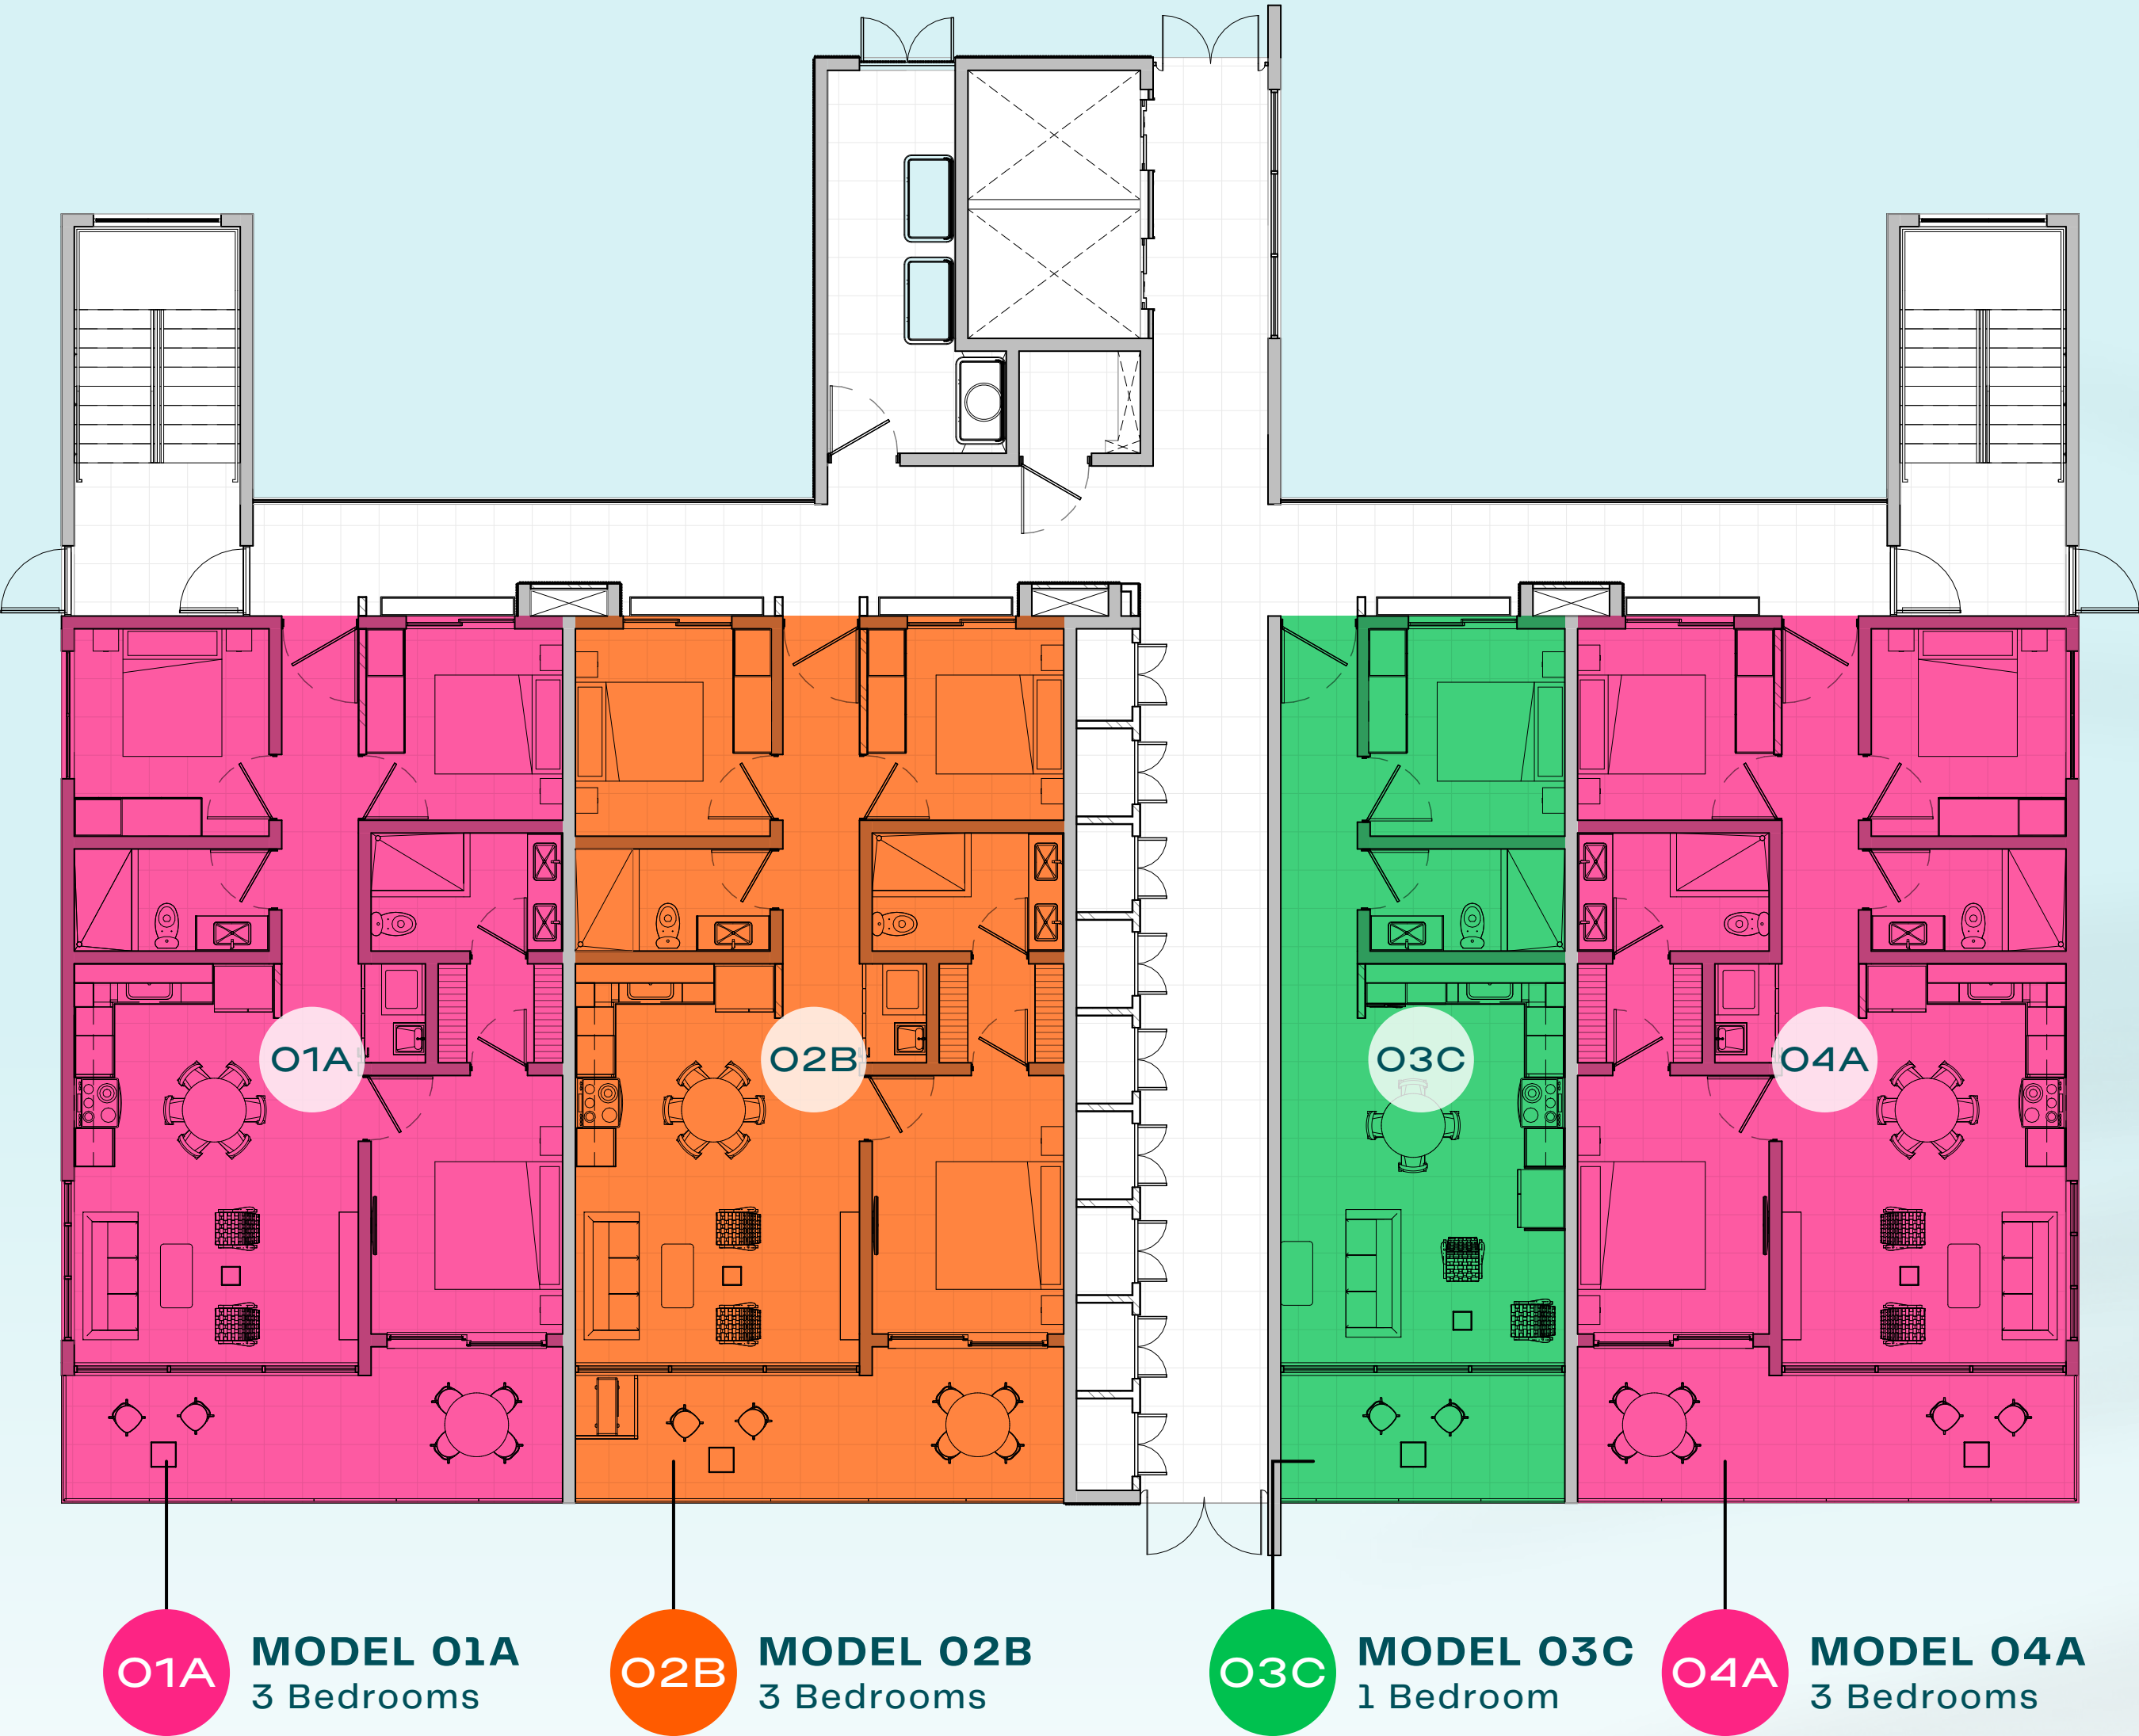 01A
02B
03C
04A
01A
MODEL 01A
3 Bedrooms
02B
MODEL 02B
3 Bedrooms
03C
MODEL 03C
1 Bedroom
04A
MODEL 04A
3 Bedrooms